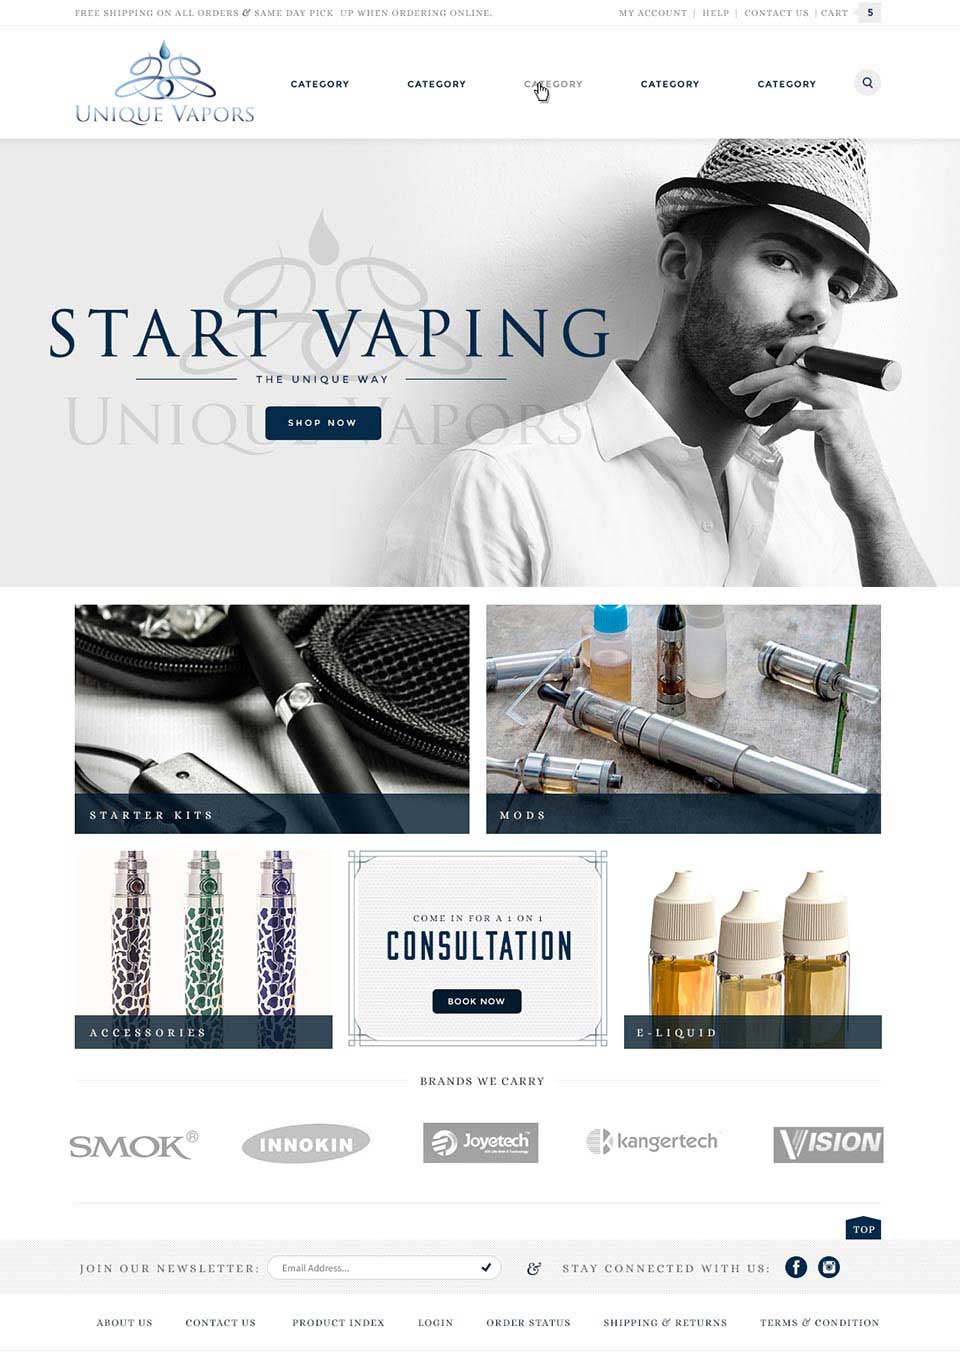 FREE SHIPPING ON ALL ORDERS & SAME DAY PICK UP WHEN ORDERING ONLINE.
MY ACCOUNT | HELP | CONTACT US | CART 5
UNIQUE VAPORS
CATEGORY CATEGORY CATEGORY CATEGORY CATEGORY
START VAPING
THE UNIQUE WAY
UNIQUE VAPORS
SHOP NOW
STARTER KITS
MODS
ACCESSORIES
COME IN FOR A 1 ON 1
CONSULTATION
BOOK NOW
E-LIQUID
BRANDS WE CARRY
SMOK®
INNOKIN
Joyetech™
kangertech
VISION
TOP
JOIN OUR NEWSLETTER: Email Address... & STAY CONNECTED WITH US:
ABOUT US CONTACT US PRODUCT INDEX LOGIN ORDER STATUS SHIPPING & RETURNS TERMS & CONDITION